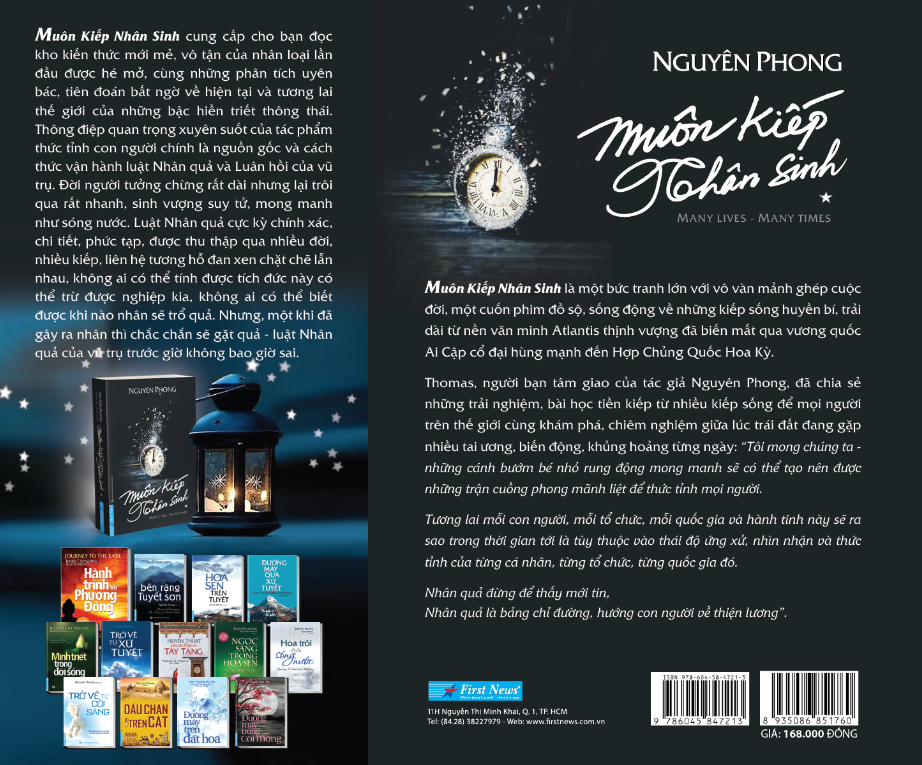 Muôn Kiếp Nhân Sinh cung cấp cho bạn đọc
kho kiến thức mới mẻ, vô tận của nhân loại lần
đầu được hé mở, cùng những phân tích uyên
bác, tiên đoán bất ngờ về hiện tại và tương lai
thế giới của những bậc hiền triết thông thái.
Thông điệp quan trọng xuyên suốt của tác phẩm
thức tỉnh con người chính là nguồn gốc và cách
thức vận hành luật Nhân quả và Luân hồi của vũ
trụ. Đời người tưởng chừng rất dài nhưng lại trôi
qua rất nhanh, sinh vượng suy tử, mong manh
như sóng nước. Luật Nhân quả cực kỳ chính xác,
chi tiết, phức tạp, được thu thập qua nhiều đời,
nhiều kiếp, liên hệ tương hỗ đan xen chặt chẽ lẫn
nhau, không ai có thể tính được tích đức này có
thể trừ được nghiệp kia, không ai có thể biết
được khi nào nhân sẽ trổ quả. Nhưng, một khi đã
gây ra nhân thì chắc chắn sẽ gặt quả - luật Nhân
quả của vũ trụ trước giờ không bao giờ sai.
NGUYÊN PHONG
Muôn Kiếp
Nhân Sinh
MANY LIVES - MANY TIMES
JOURNEY TO THE EAST
Hành
trình về
Phương
Đông
bên rặng
Tuyết sơn
HOA
SEN
TRÊN
TUYẾT
ĐƯỜNG
MÂY
QUA
XỨ
TUYẾT
Minh triết
trong
đời sống
TRỞ VỀ
TỪ XỨ
TUYẾT
HUYỀN THUẬT
TÂY TẠNG
NGỌC
SÁNG
TRONG
HOA SEN
Hoa trôi
trên
sóng
nước
TRỞ VỀ TỪ
CÕI
SÁNG
DẤU CHÂN
TRÊN
CÁT
Đường
mây
trên
đất hoa
Đường
mây
trong
Cõi mộng
NGUYÊN PHONG
Muôn Kiếp
Nhân Sinh
MANY LIVES - MANY TIMES
Muôn Kiếp Nhân Sinh là một bức tranh lớn với vô vàn mảnh ghép cuộc
đời, một cuốn phim đồ sộ, sống động về những kiếp sống huyền bí, trải
dài từ nền văn minh Atlantis thịnh vượng đã biến mất qua vương quốc
Ai Cập cổ đại hùng mạnh đến Hợp Chủng Quốc Hoa Kỳ.
Thomas, người bạn tâm giao của tác giả Nguyên Phong, đã chia sẻ
những trải nghiệm, bài học tiền kiếp từ nhiều kiếp sống để mọi người
trên thế giới cùng khám phá, chiêm nghiệm giữa lúc trái đất đang gặp
nhiều tai ương, biến động, khủng hoảng từng ngày: “Tôi mong chúng ta -
những cánh bướm bé nhỏ rung động mong manh sẽ có thể tạo nên được
những trận cuồng phong mãnh liệt để thức tỉnh mọi người.
Tương lai mỗi con người, mỗi tổ chức, mỗi quốc gia và hành tinh này sẽ ra
sao trong thời gian tới là tùy thuộc vào thái độ ứng xử, nhìn nhận và thức
tỉnh của từng cá nhân, từng tổ chức, từng quốc gia đó.
Nhân quả đừng để thấy mới tin,
Nhân quả là bảng chỉ đường, hướng con người về thiện lương”.
First News
11H Nguyễn Thị Minh Khai, Q. 1, TP. HCM
Tel: (84.28) 38227979 - Web: www.firstnews.com.vn
ISBN 978-604-58-4721-3
9 786045 847213
8 935086 851760
GIÁ: 168.000 ĐỒNG